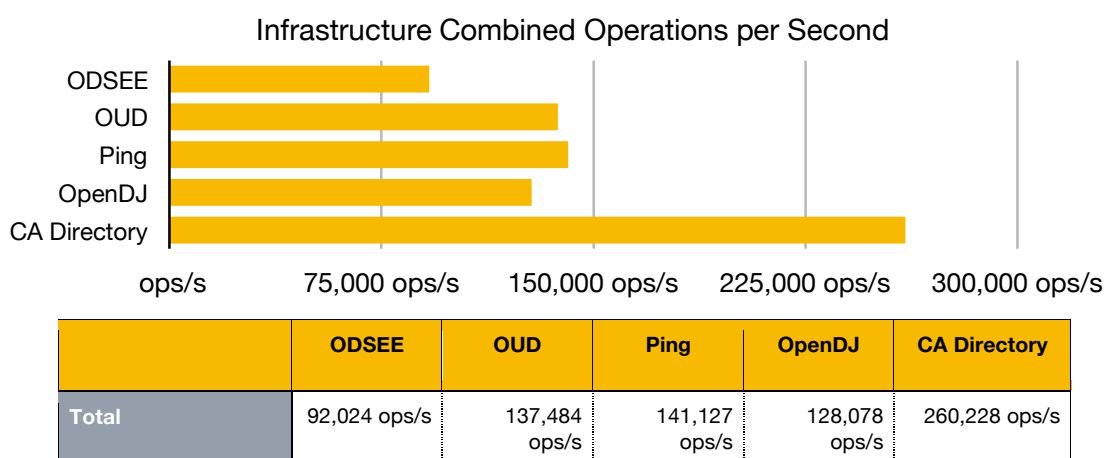 Infrastructure Combined Operations per Second
ODSEE
OUD
Ping
OpenDJ
CA Directory
ops/s 75,000 ops/s 150,000 ops/s 225,000 ops/s 300,000 ops/s
ODSEE OUD Ping OpenDJ CA Directory
Total 92,024 ops/s 137,484 ops/s 141,127 ops/s 128,078 ops/s 260,228 ops/s